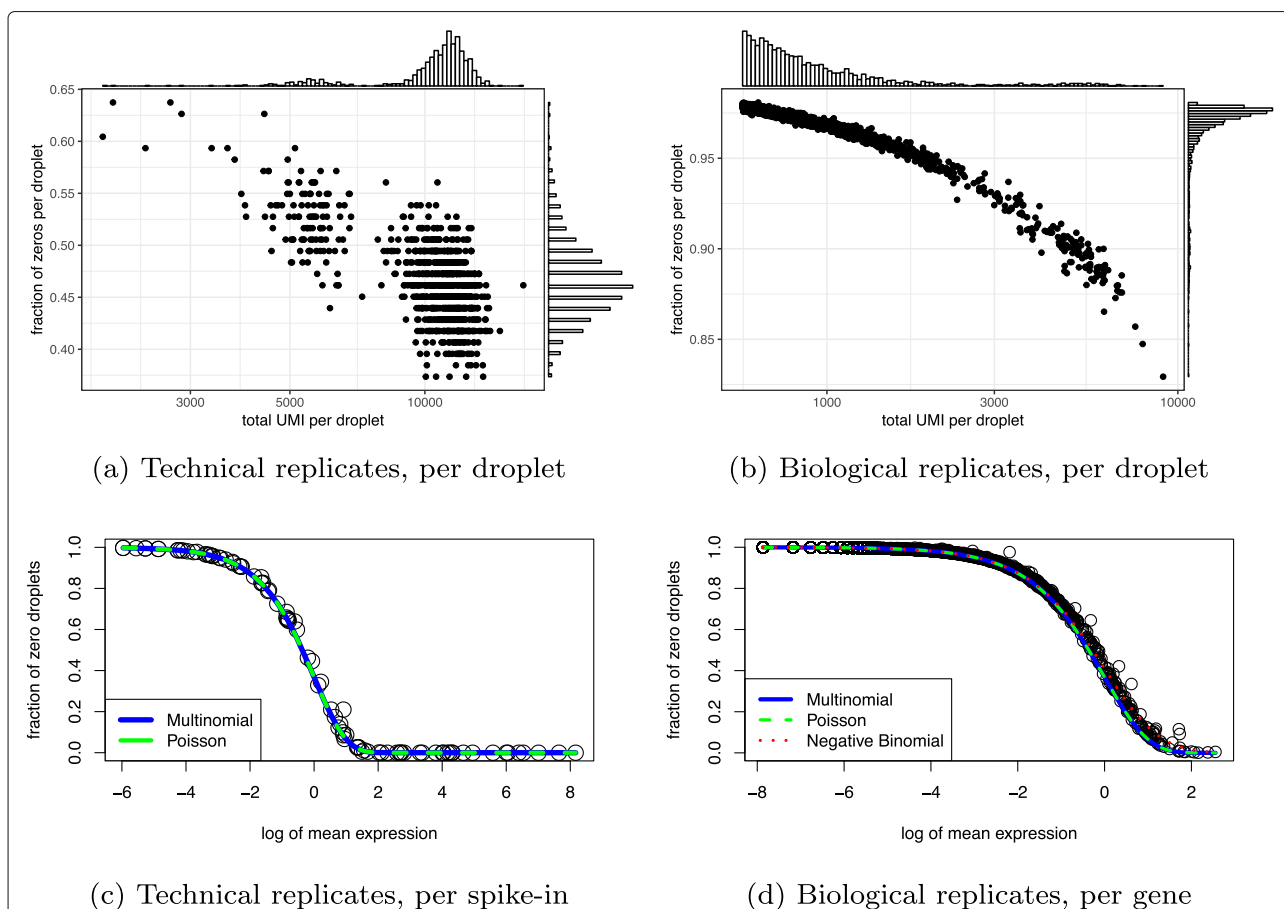 0.65
0.60
0.55
0.50
0.45
0.40
fraction of zeros per droplet
3000 5000 10000
total UMI per droplet
(a) Technical replicates, per droplet
0.95
0.90
0.85
fraction of zeros per droplet
1000 3000 10000
total UMI per droplet
(b) Biological replicates, per droplet
1.0
0.8
0.6
0.4
0.2
0.0
fraction of zero droplets
Multinomial
Poisson
−6 −4 −2 0 2 4 6 8
log of mean expression
(c) Technical replicates, per spike-in
1.0
0.8
0.6
0.4
0.2
0.0
fraction of zero droplets
Multinomial
Poisson
Negative Binomial
−8 −6 −4 −2 0 2
log of mean expression
(d) Biological replicates, per gene